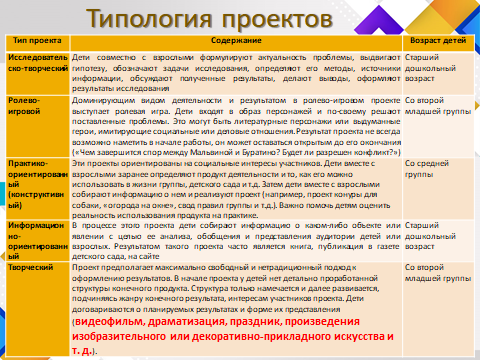 Типология проектов
Тип проекта
Содержание
Возраст детей
Исследователь
ско-творческий
Дети совместно с взрослыми формулируют актуальность проблемы, выдвигают
гипотезу, обозначают задачи исследования, определяют его методы, источники
информации, обсуждают полученные результаты, делают выводы, оформляют
результаты исследования
Старший
дошкольный
возраст
Ролево-
игровой
Доминирующим видом деятельности и результатом в ролево-игровом проекте
выступает ролевая игра. Дети входят в образ персонажей и по-своему решают
поставленные проблемы. Это могут быть литературные персонажи или выдуманные
герои, имитирующие социальные или деловые отношения. Результат проекта не всегда
возможно наметить в начале работы, он может оставаться открытым до его окончания
(«Чем завершится спор между Мальвиной и Буратино? Будет ли разрешен конфликт?»)
Со второй
младшей группы
Практико-
ориентированн
ый
(конструктивн
ый)
Эти проекты ориентированы на социальные интересы участников. Дети вместе с
взрослыми заранее определяют продукт деятельности и то, как его можно
использовать в жизни группы, детского сада и т.д. Затем дети вместе с взрослыми
собирают информацию о нем и реализуют проект (например, проект конуры для
собаки, «огорода на окне», свод правил группы и т.д.). Важно помочь детям оценить
реальность использования продукта на практике.
Со средней
группы
Информацион
но-
ориентированн
ый
В процессе этого проекта дети собирают информацию о каком-либо объекте или
явлении с целью ее анализа, обобщения и представления аудитории детей или
взрослых. Результатом такого проекта часто является книга, публикация в газете
детского сада, на сайте
Старший
дошкольный
возраст
Творческий
Проект предполагает максимально свободный и нетрадиционный подход к
оформлению результатов. В начале проекта у детей нет детально проработанной
структуры конечного продукта. Структура только намечается и далее развивается,
подчиняясь жанру конечного результата, интересам участников проекта. Дети
договариваются о планируемых результатах и форме их представления
(видеофильм, драматизация, праздник, произведения
изобразительного или декоративно-прикладного искусства и
т. д.).
Со второй
младшей группы